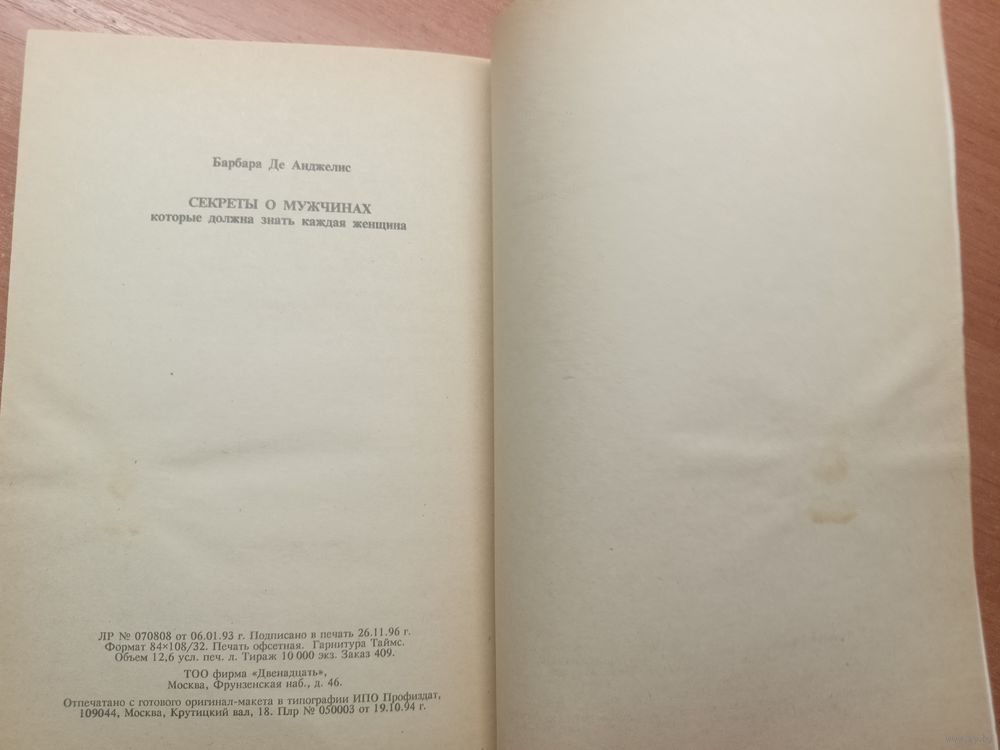 Барбара Де Анджелис
СЕКРЕТЫ О МУЖЧИНАХ
которые должна знать каждая женщина
ЛР № 070808 от 06.01.93 г. Подписано в печать 26.11.96 г.
Формат 84×108/32. Печать офсетная. Гарнитура Таймс.
Объем 12,6 усл. печ. л. Тираж 10 000 экз. Заказ 409.
ТОО фирма «Двенадцать»,
Москва, Фрунзенская наб., д. 46.
Отпечатано с готового оригинал-макета в типографии ИПО Профиздат,
109044, Москва, Крутицкий вал, 18. Плр № 050003 от 19.10.94 г.